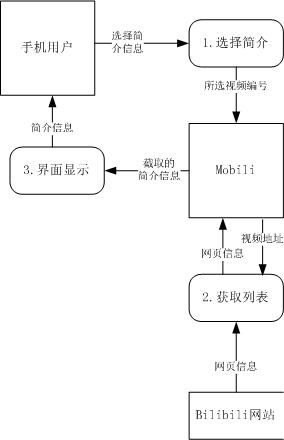 手机用户
选择简
介信息
1.选择简介
所选视频编号
简介信息
3.界面显示
截取的
简介信息
Mobili
视频地址
网页信息
2.获取列表
网页信息
Bilibili网站